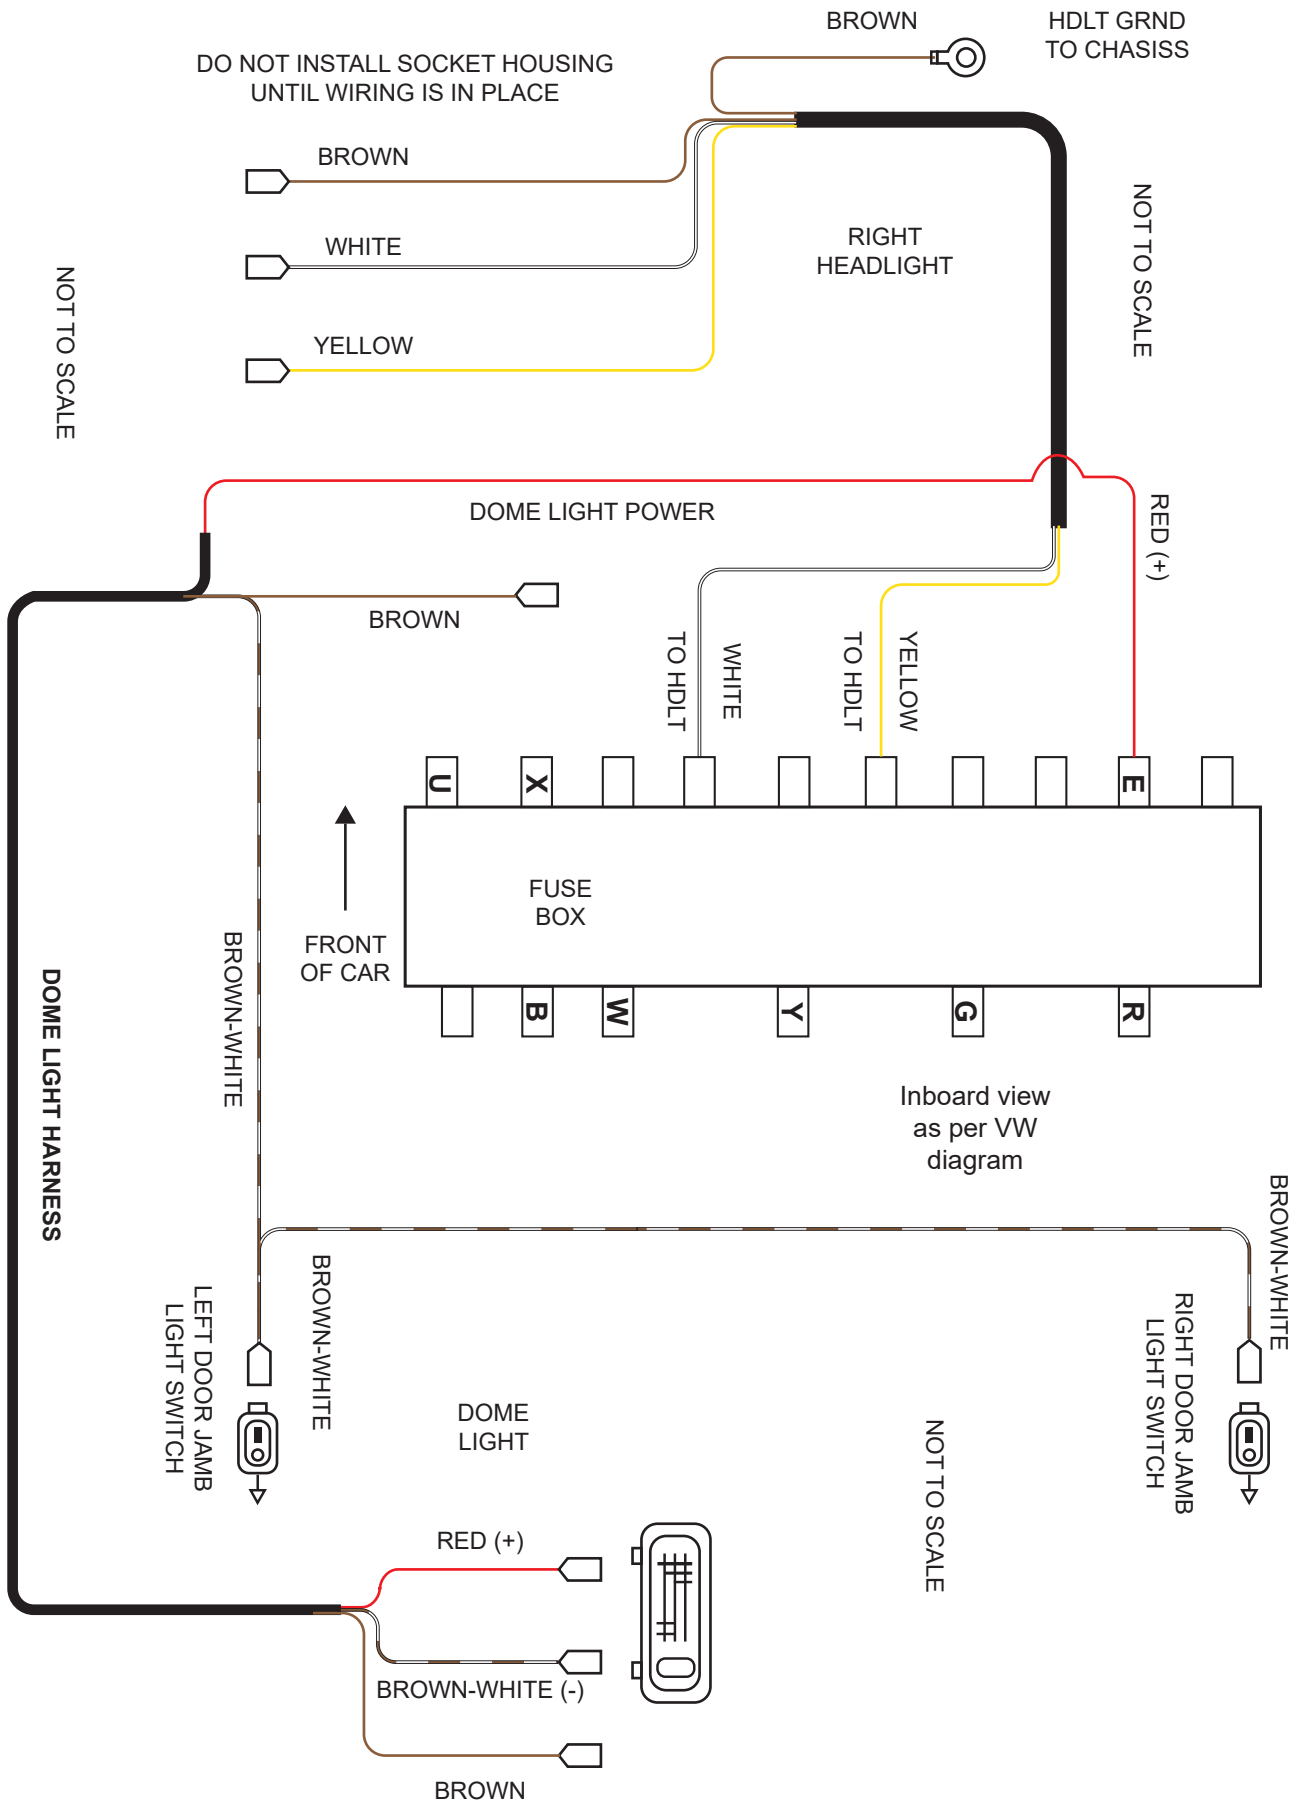 BROWN
HDLT GRND
TO CHASISS
DO NOT INSTALL SOCKET HOUSING
UNTIL WIRING IS IN PLACE
BROWN
WHITE
YELLOW
RIGHT
HEADLIGHT
NOT TO SCALE
NOT TO SCALE
DOME LIGHT POWER
RED (+)
BROWN
TO HDLT
WHITE
TO HDLT
YELLOW
U
X
E
FUSE
BOX
FRONT
OF CAR
B
W
Y
G
R
BROWN-WHITE
DOME LIGHT HARNESS
Inboard view
as per VW
diagram
BROWN-WHITE
BROWN-WHITE
LEFT DOOR JAMB
LIGHT SWITCH
RIGHT DOOR JAMB
LIGHT SWITCH
DOME
LIGHT
NOT TO SCALE
RED (+)
BROWN-WHITE (-)
BROWN